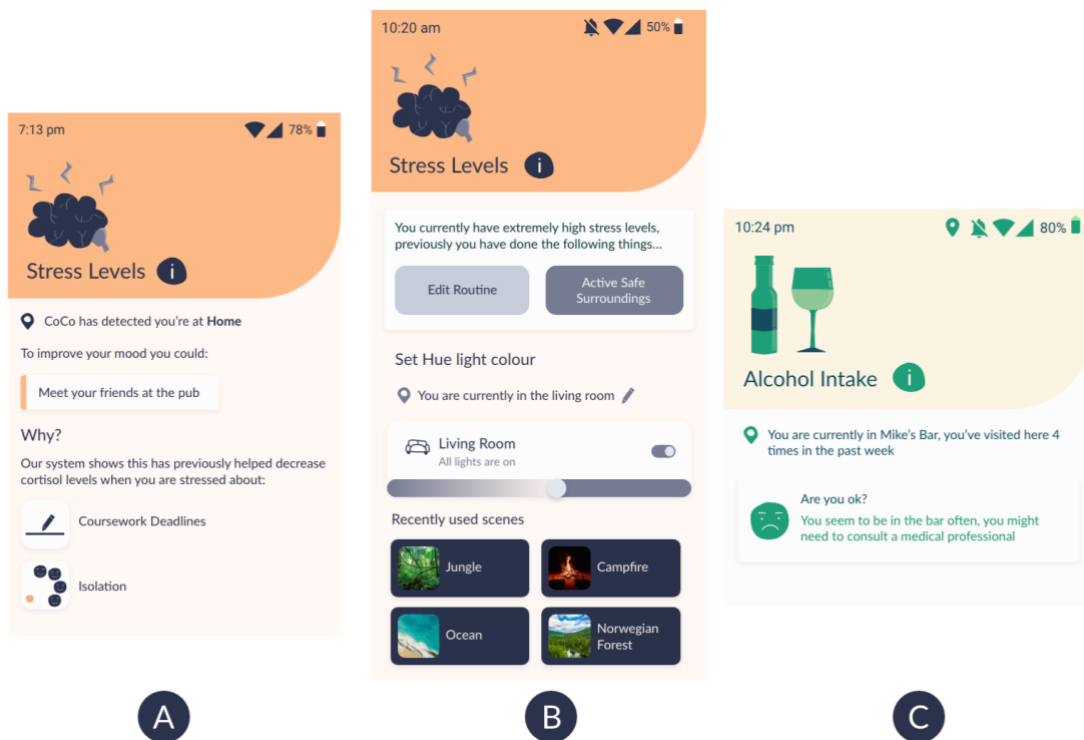 7:13 pm
78%
Stress Levels i
CoCo has detected you're at Home
To improve your mood you could:
Meet your friends at the pub
Why?
Our system shows this has previously helped decrease
cortisol levels when you are stressed about:
Coursework Deadlines
Isolation
A
10:20 am
50%
Stress Levels i
You currently have extremely high stress levels,
previously you have done the following things...
Edit Routine
Active Safe
Surroundings
Set Hue light colour
You are currently in the living room
Living Room
All lights are on
Recently used scenes
Jungle
Campfire
Ocean
Norwegian
Forest
B
10:24 pm
80%
Alcohol Intake i
You are currently in Mike's Bar, you've visited here 4
times in the past week
Are you ok?
You seem to be in the bar often, you might
need to consult a medical professional
C